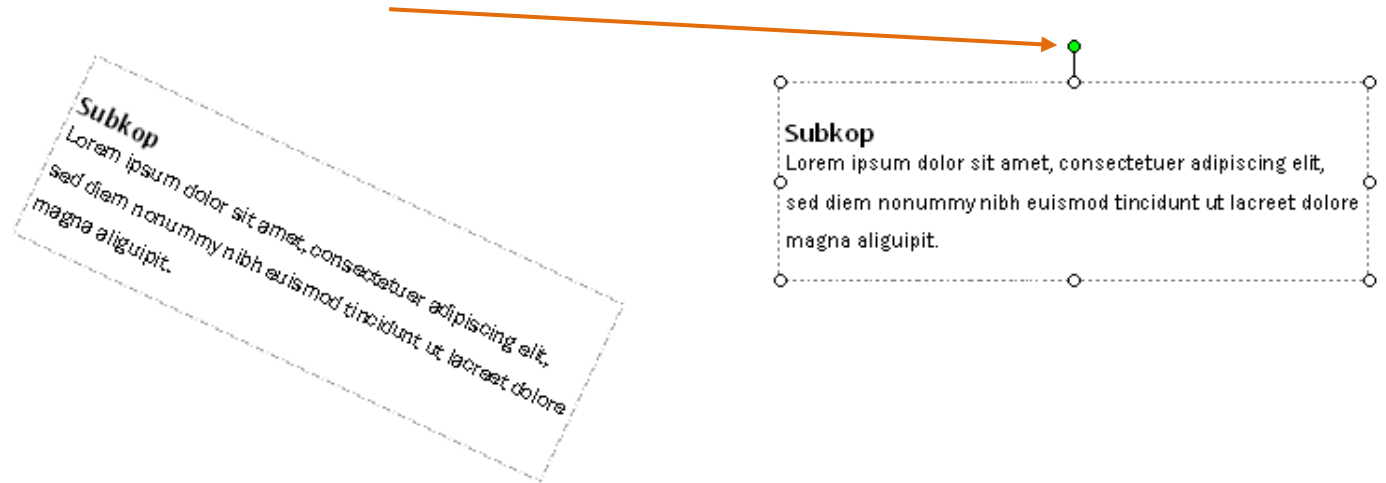 Subkop
Lorem ipsum dolor sit amet, consectetuer adipiscing elit,
sed diem nonummy nibh euismod tincidunt ut lacreet dolore
magna aliguipit.
Subkop
Lorem ipsum dolor sit amet, consectetuer adipiscing elit,
sed diem nonummy nibh euismod tincidunt ut lacreet dolore
magna aliguipit.